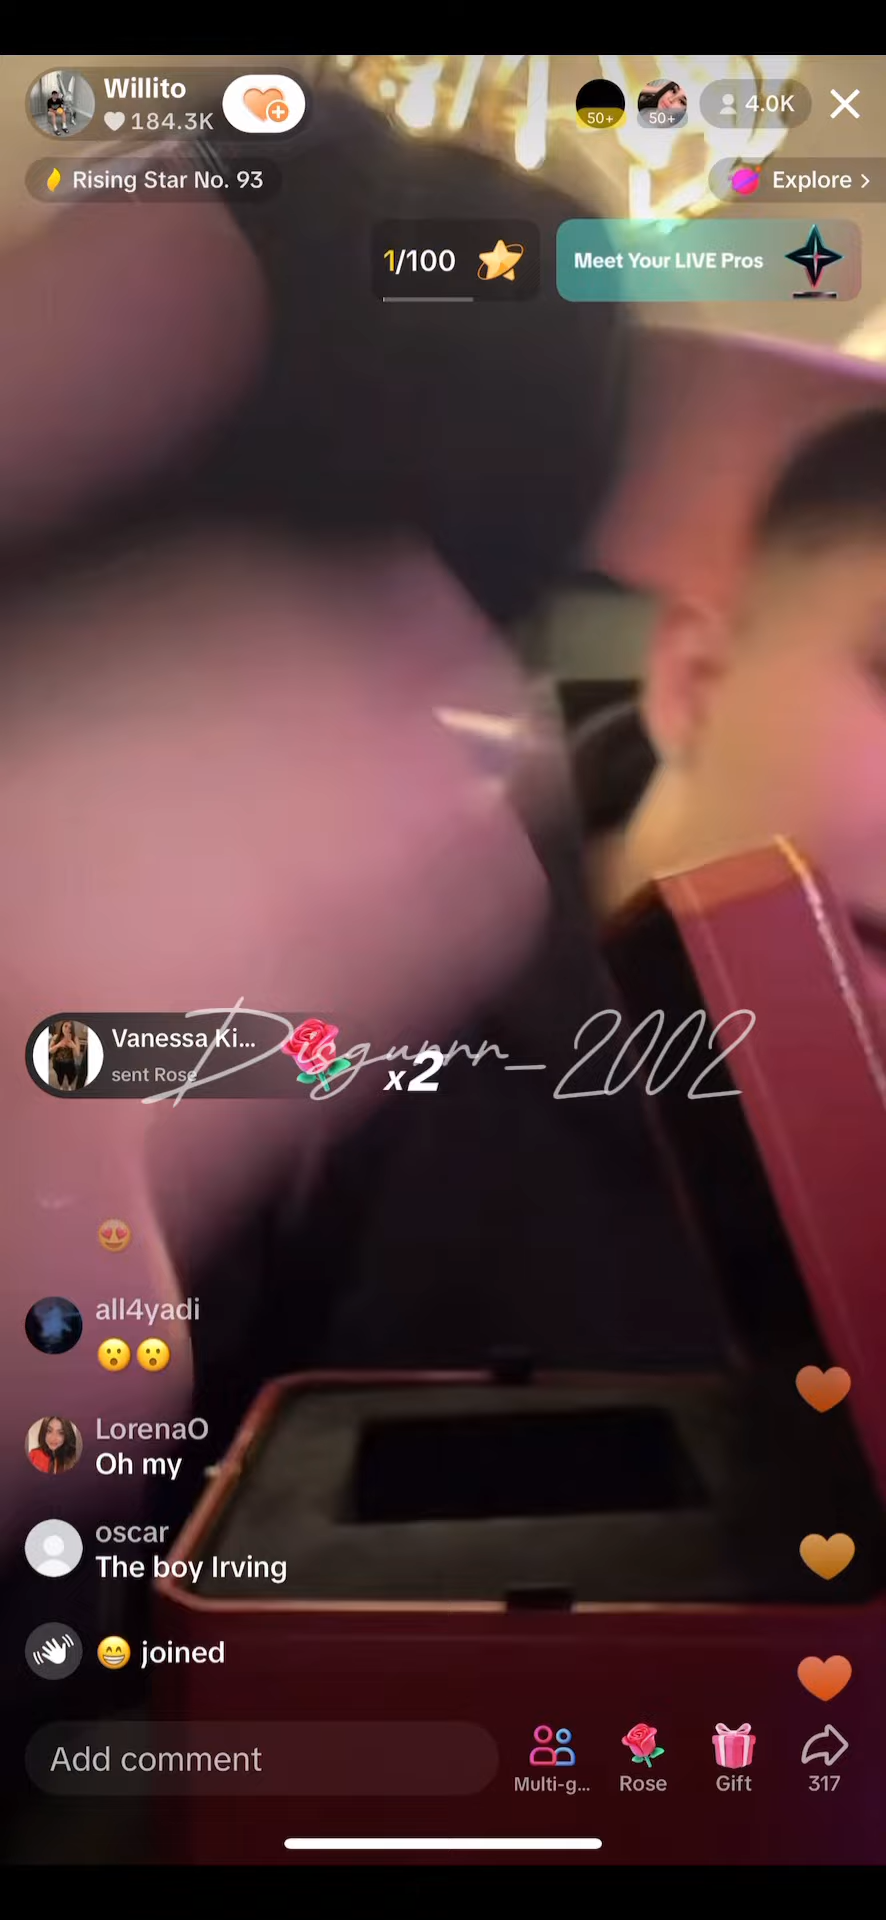 Willito
184.3K
50+
50+
4.0K
Rising Star No. 93
Explore >
1/100
Meet Your LIVE Pros
Vanessa Ki...
sent Rose
x2
Disgunnn_2002
😍
all4yadi
😮😮
LorenaO
Oh my
oscar
The boy Irving
😁 joined
Add comment
Multi-g...
Rose
Gift
317